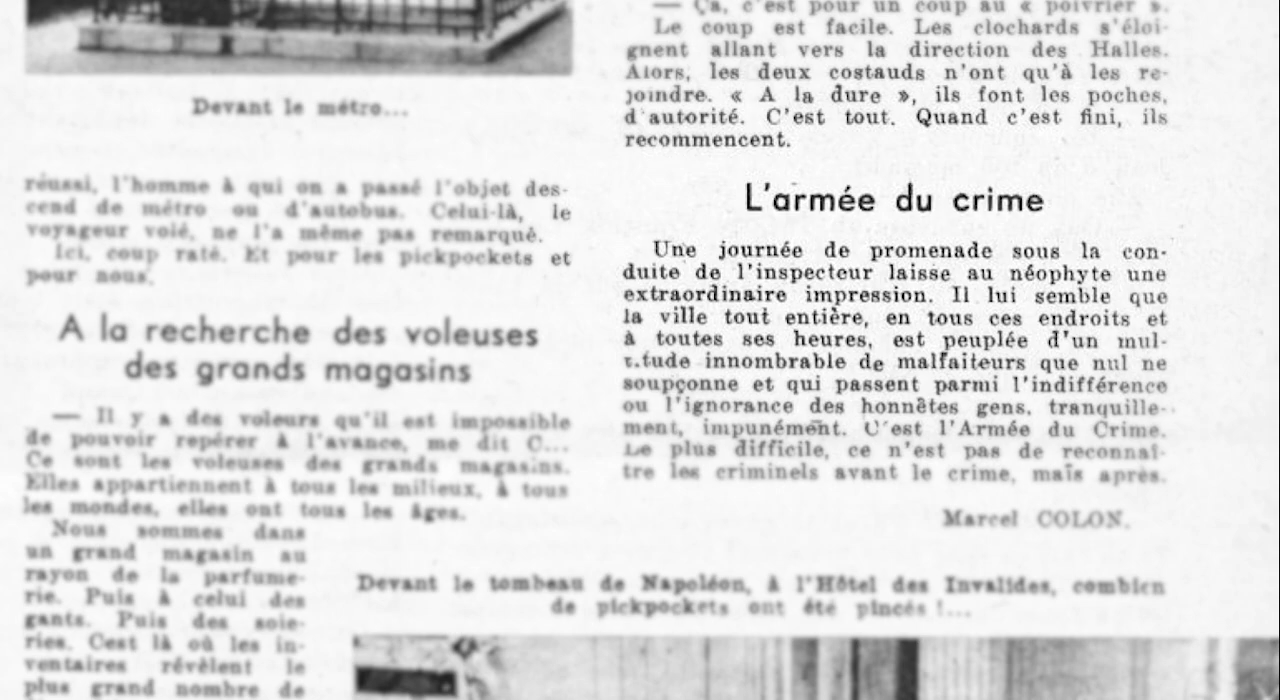 Devant le métro...
réussi, l'homme à qui on a passé l'objet des-
cend de métro ou d'autobus. Celui-là, le
voyageur volé, ne l'a même pas remarqué.
Ici, coup raté. Et pour les pickpockets et
pour nous.
A la recherche des voleuses
des grands magasins
— Il y a des voleurs qu'il est impossible
de pouvoir repérer à l'avance, me dit C...
Ce sont les voleuses des grands magasins.
Elles appartiennent à tous les milieux, à tous
les mondes, elles ont tous les âges.
Nous sommes dans
un grand magasin au
rayon de la parfume-
rie. Puis à celui des
gants. Puis des soie-
ries. Cest là où les in-
ventaires révèlent le
plus grand nombre de
— Ça, c'est pour un coup au « poivrier ».
Le coup est facile. Les clochards s'éloi-
gnent allant vers la direction des Halles.
Alors, les deux costauds n'ont qu'à les re-
joindre. « A la dure », ils font les poches,
d'autorité. C'est tout. Quand c'est fini, ils
recommencent.
L'armée du crime
Une journée de promenade sous la con-
duite de l'inspecteur laisse au néophyte une
extraordinaire impression. Il lui semble que
la ville tout entière, en tous ces endroits et
à toutes ses heures, est peuplée d'un mul-
titude innombrable de malfaiteurs que nul ne
soupçonne et qui passent parmi l'indifférence
ou l'ignorance des honnêtes gens, tranquille-
ment, impunément. C'est l'Armée du Crime.
Le plus difficile, ce n'est pas de reconnaî-
tre les criminels avant le crime, mais après.
Marcel COLON.
Devant le tombeau de Napoléon, à l'Hôtel des Invalides, combien
de pickpockets ont été pincés !...